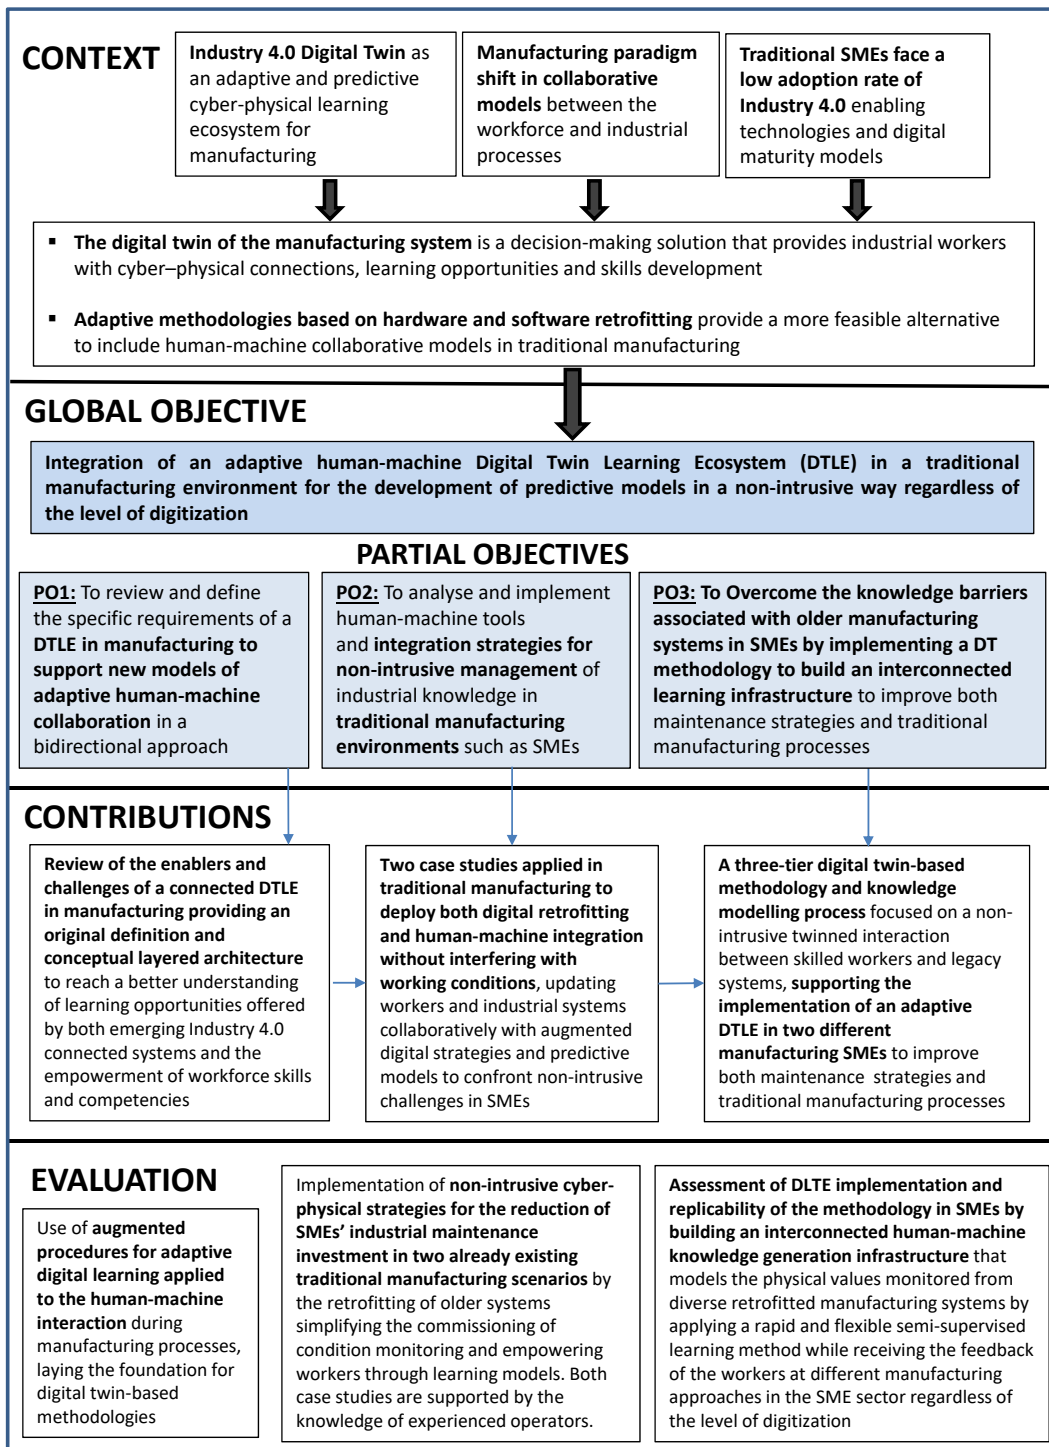 CONTEXT
Industry 4.0 Digital Twin as
an adaptive and predictive
cyber-physical learning
ecosystem for
manufacturing
Manufacturing paradigm
shift in collaborative
models between the
workforce and industrial
processes
Traditional SMEs face a
low adoption rate of
Industry 4.0 enabling
technologies and digital
maturity models
▪ The digital twin of the manufacturing system is a decision-making solution that provides industrial workers
with cyber–physical connections, learning opportunities and skills development
▪ Adaptive methodologies based on hardware and software retrofitting provide a more feasible alternative
to include human-machine collaborative models in traditional manufacturing
GLOBAL OBJECTIVE
Integration of an adaptive human-machine Digital Twin Learning Ecosystem (DTLE) in a traditional
manufacturing environment for the development of predictive models in a non-intrusive way regardless of
the level of digitization
PARTIAL OBJECTIVES
PO1: To review and define
the specific requirements of a
DTLE in manufacturing to
support new models of
adaptive human-machine
collaboration in a
bidirectional approach
PO2: To analyse and implement
human-machine tools
and integration strategies for
non-intrusive management of
industrial knowledge in
traditional manufacturing
environments such as SMEs
PO3: To Overcome the knowledge barriers
associated with older manufacturing
systems in SMEs by implementing a DT
methodology to build an interconnected
learning infrastructure to improve both
maintenance strategies and traditional
manufacturing processes
CONTRIBUTIONS
Review of the enablers and
challenges of a connected DTLE
in manufacturing providing an
original definition and
conceptual layered architecture
to reach a better understanding
of learning opportunities offered
by both emerging Industry 4.0
connected systems and the
empowerment of workforce skills
and competencies
Two case studies applied in
traditional manufacturing to
deploy both digital retrofitting
and human-machine integration
without interfering with
working conditions, updating
workers and industrial systems
collaboratively with augmented
digital strategies and predictive
models to confront non-intrusive
challenges in SMEs
A three-tier digital twin-based
methodology and knowledge
modelling process focused on a non-
intrusive twinned interaction
between skilled workers and legacy
systems, supporting the
implementation of an adaptive
DTLE in two different
manufacturing SMEs to improve
both maintenance strategies and
traditional manufacturing processes
EVALUATION
Use of augmented
procedures for adaptive
digital learning applied
to the human-machine
interaction during
manufacturing processes,
laying the foundation for
digital twin-based
methodologies
Implementation of non-intrusive cyber-
physical strategies for the reduction of
SMEs' industrial maintenance
investment in two already existing
traditional manufacturing scenarios by
the retrofitting of older systems
simplifying the commissioning of
condition monitoring and empowering
workers through learning models. Both
case studies are supported by the
knowledge of experienced operators.
Assessment of DLTE implementation and
replicability of the methodology in SMEs by
building an interconnected human-machine
knowledge generation infrastructure that
models the physical values monitored from
diverse retrofitted manufacturing systems by
applying a rapid and flexible semi-supervised
learning method while receiving the feedback
of the workers at different manufacturing
approaches in the SME sector regardless of
the level of digitization